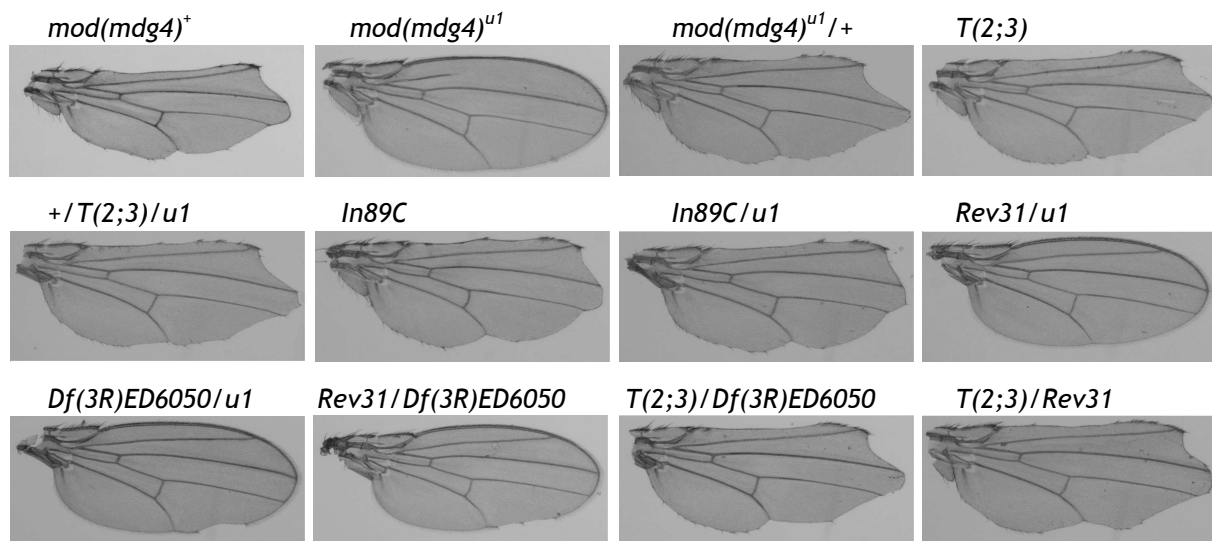 mod(mdg4)⁺ mod(mdg4)ᵘ¹ mod(mdg4)ᵘ¹/+ T(2;3)
+/T(2;3)/u1 In89C In89C/u1 Rev31/u1
Df(3R)ED6050/u1 Rev31/Df(3R)ED6050 T(2;3)/Df(3R)ED6050 T(2;3)/Rev31